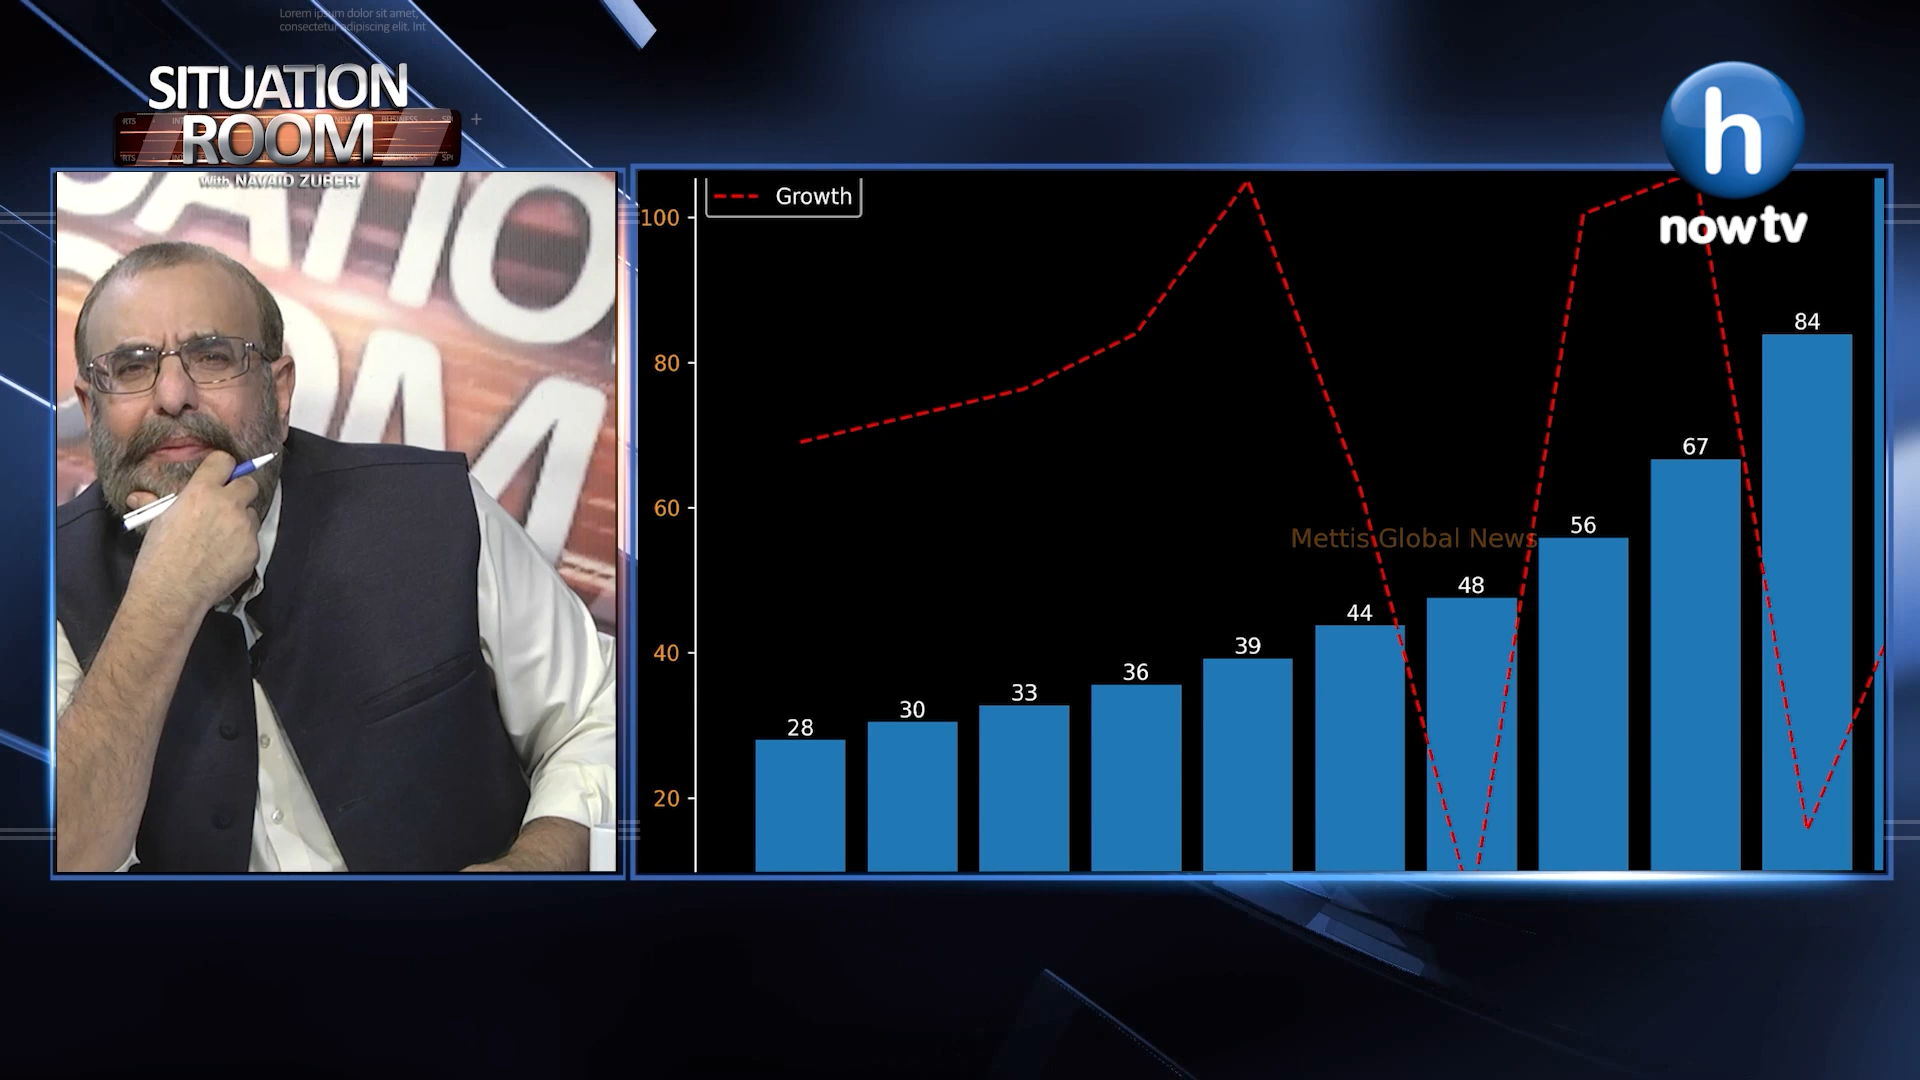 Lorem ipsum dolor sit amet,
consectetur adipiscing elit. Int
SITUATION
ROOM
With NAVAID ZUBERI
h
now tv
Growth
100
80
60
40
20
28
30
33
36
39
44
48
56
67
84
Mettis Global News